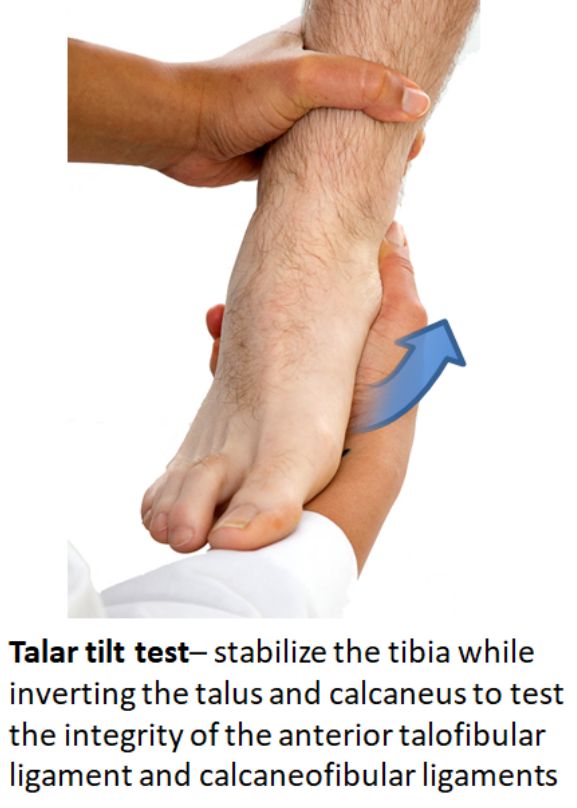 Talar tilt test– stabilize the tibia while
inverting the talus and calcaneus to test
the integrity of the anterior talofibular
ligament and calcaneofibular ligaments